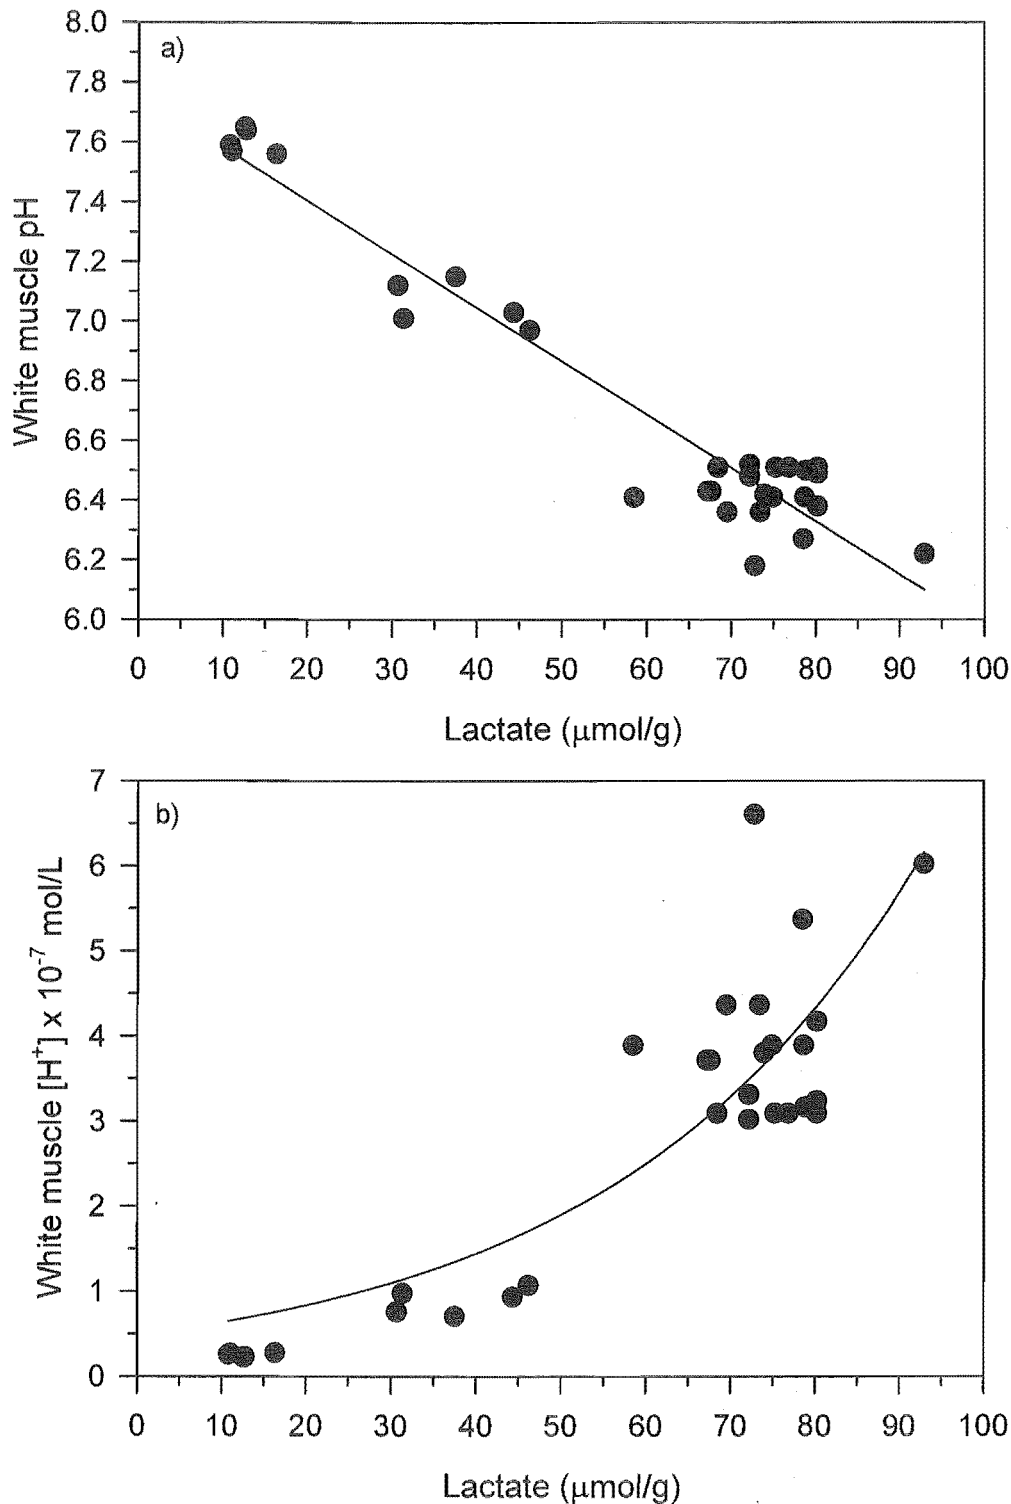 8.0
a)
7.8
7.6
7.4
7.2
7.0
6.8
6.6
6.4
6.2
6.0
White muscle pH
0 10 20 30 40 50 60 70 80 90 100
Lactate (μmol/g)
7
b)
6
5
4
3
2
1
0
White muscle [H⁺] x 10⁻⁷ mol/L
0 10 20 30 40 50 60 70 80 90 100
Lactate (μmol/g)